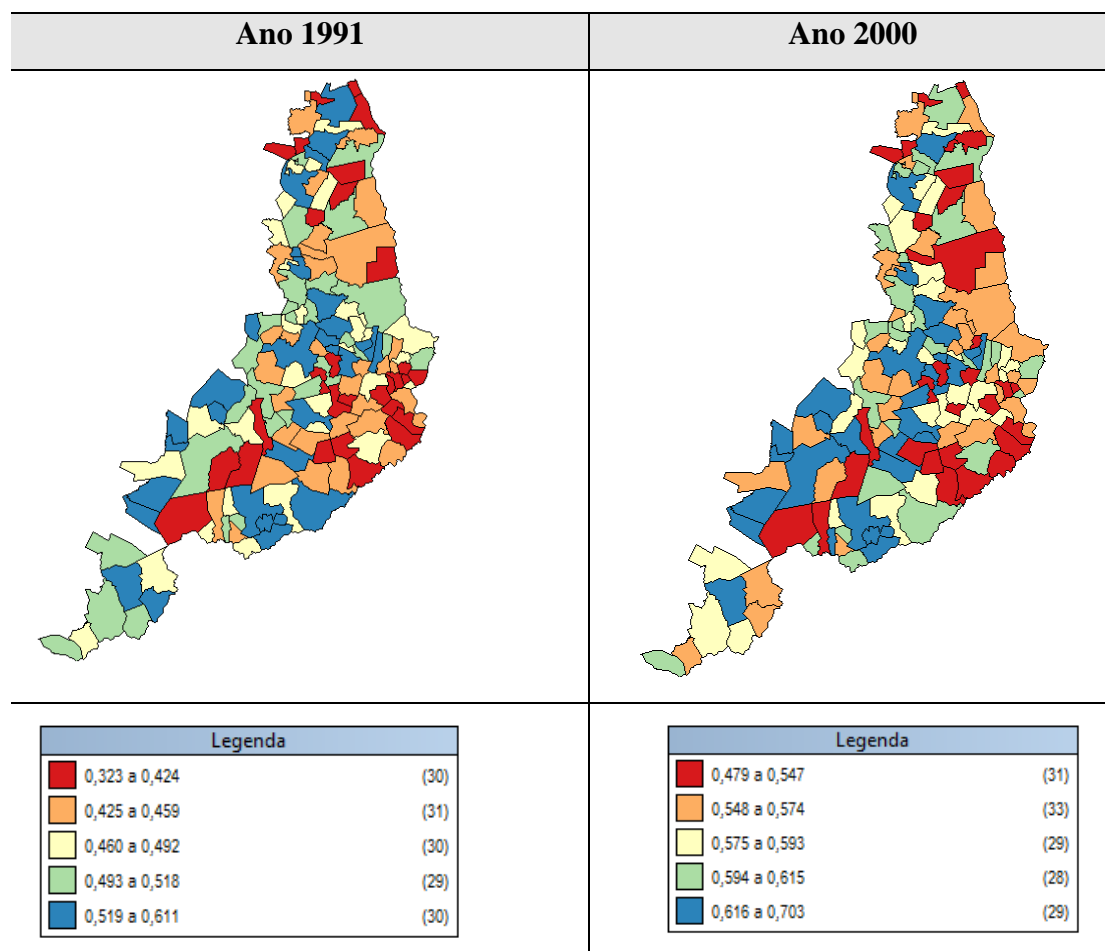 Ano 1991
Ano 2000
Legenda
0,323 a 0,424 (30)
0,425 a 0,459 (31)
0,460 a 0,492 (30)
0,493 a 0,518 (29)
0,519 a 0,611 (30)
Legenda
0,479 a 0,547 (31)
0,548 a 0,574 (33)
0,575 a 0,593 (29)
0,594 a 0,615 (28)
0,616 a 0,703 (29)